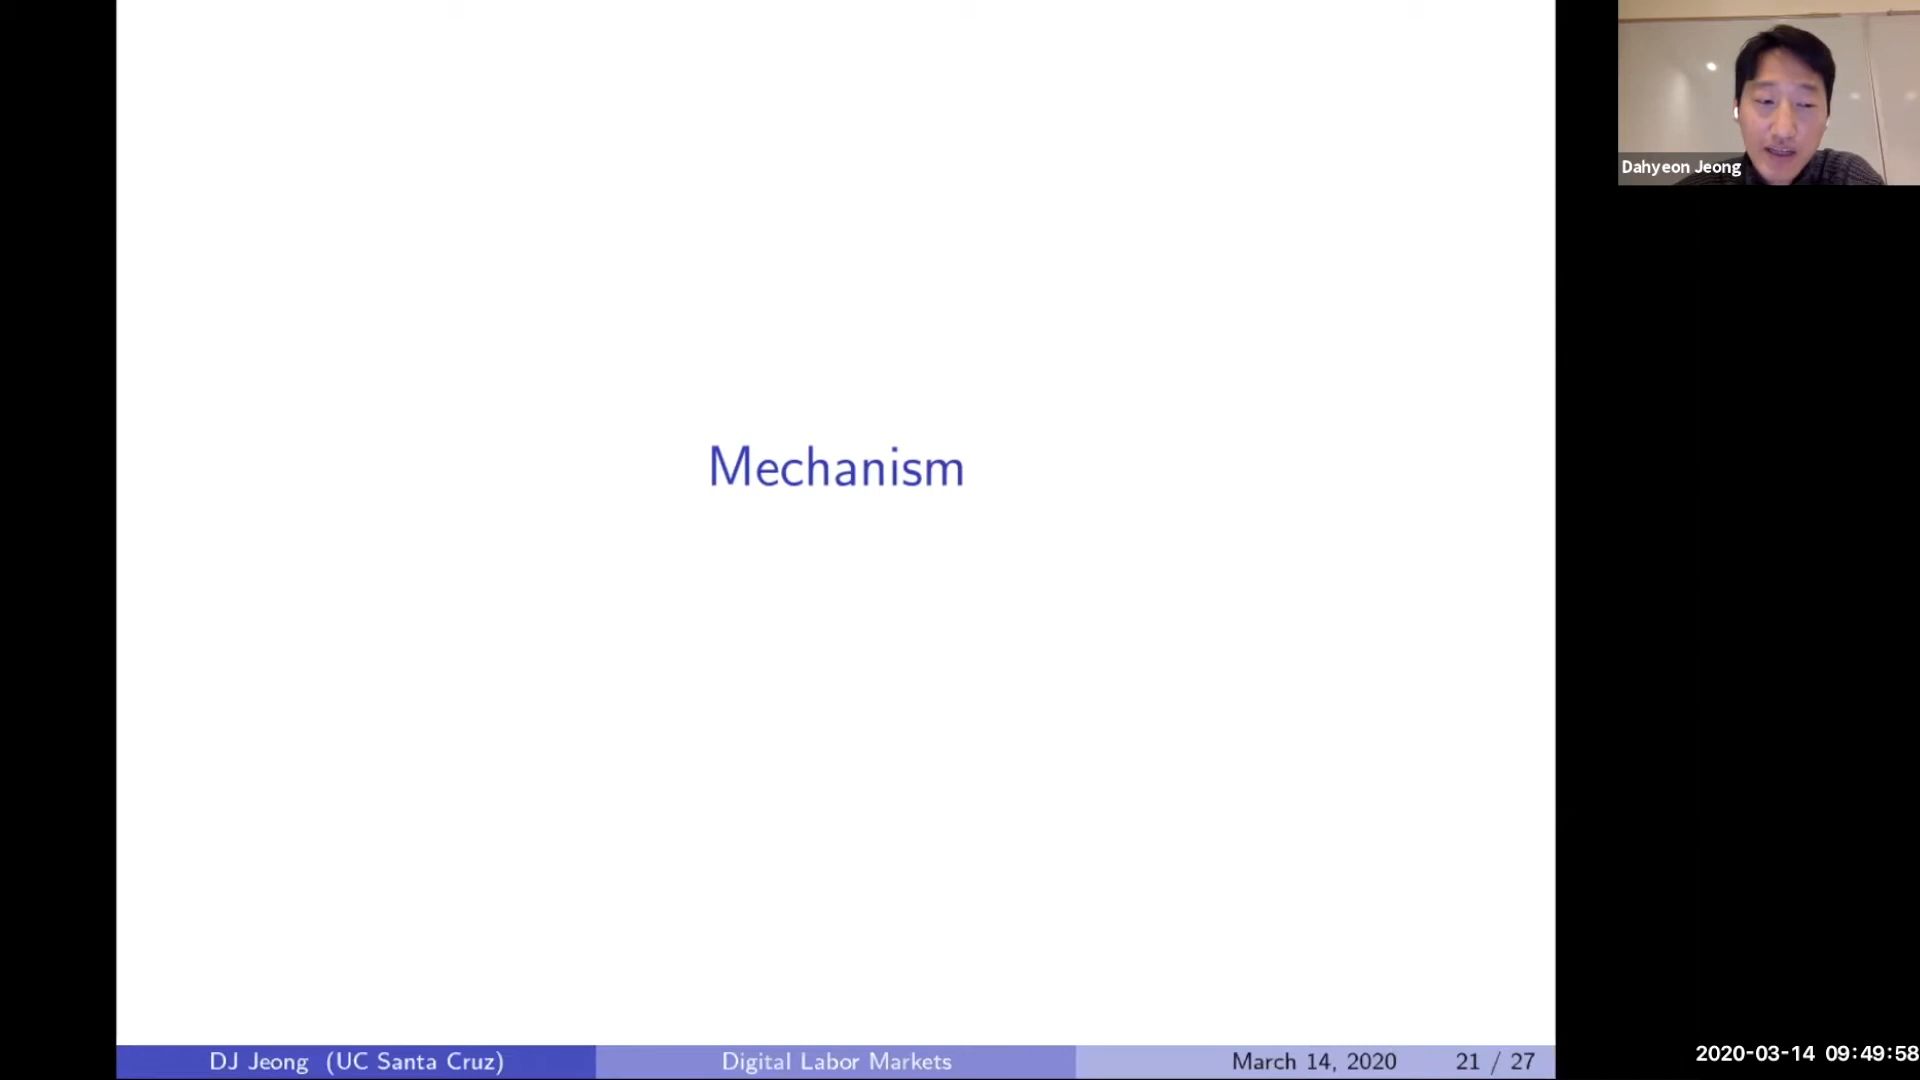 Mechanism
Dahyeon Jeong
DJ Jeong (UC Santa Cruz)
Digital Labor Markets
March 14, 2020
21 / 27
2020-03-14 09:49:58